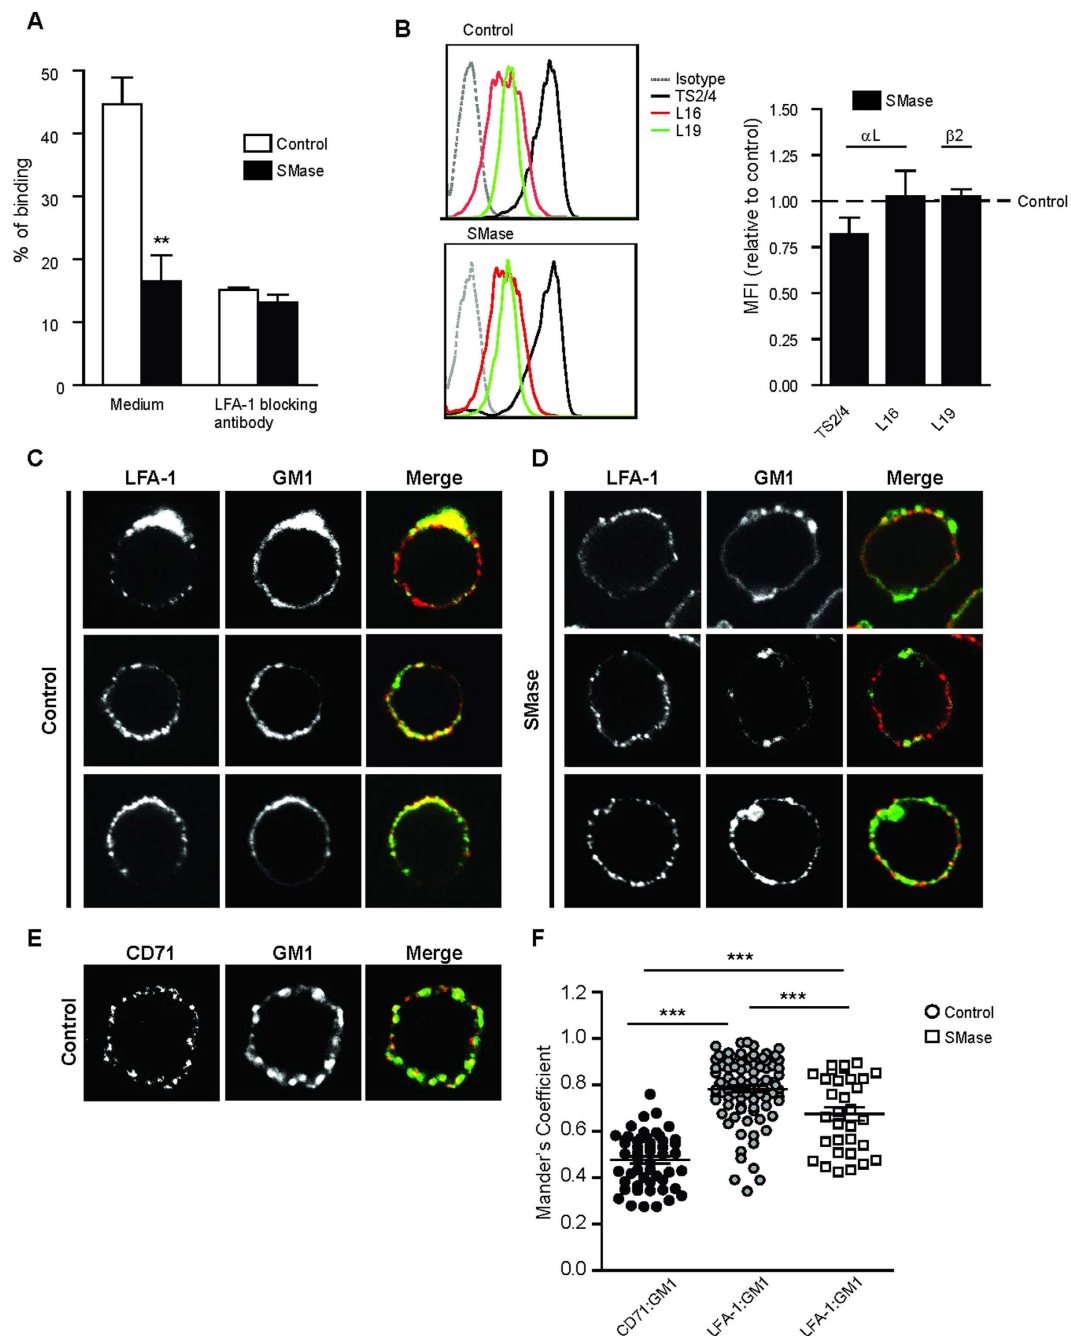 A
% of binding
50
40
30
20
10
0
Control
SMase
**
Medium
LFA-1 blocking
antibody
B
Control
SMase
Isotype
TS2/4
L16
L19
SMase
αL
β2
MFI (relative to control)
1.50
1.25
1.00
0.75
0.50
0.25
0.00
Control
TS2/4
L16
L19
C
LFA-1
GM1
Merge
Control
D
LFA-1
GM1
Merge
SMase
E
CD71
GM1
Merge
Control
F
Mander's Coefficient
1.2
1.0
0.8
0.6
0.4
0.2
0.0
***
***
***
Control
SMase
CD71:GM1
LFA-1:GM1
LFA-1:GM1